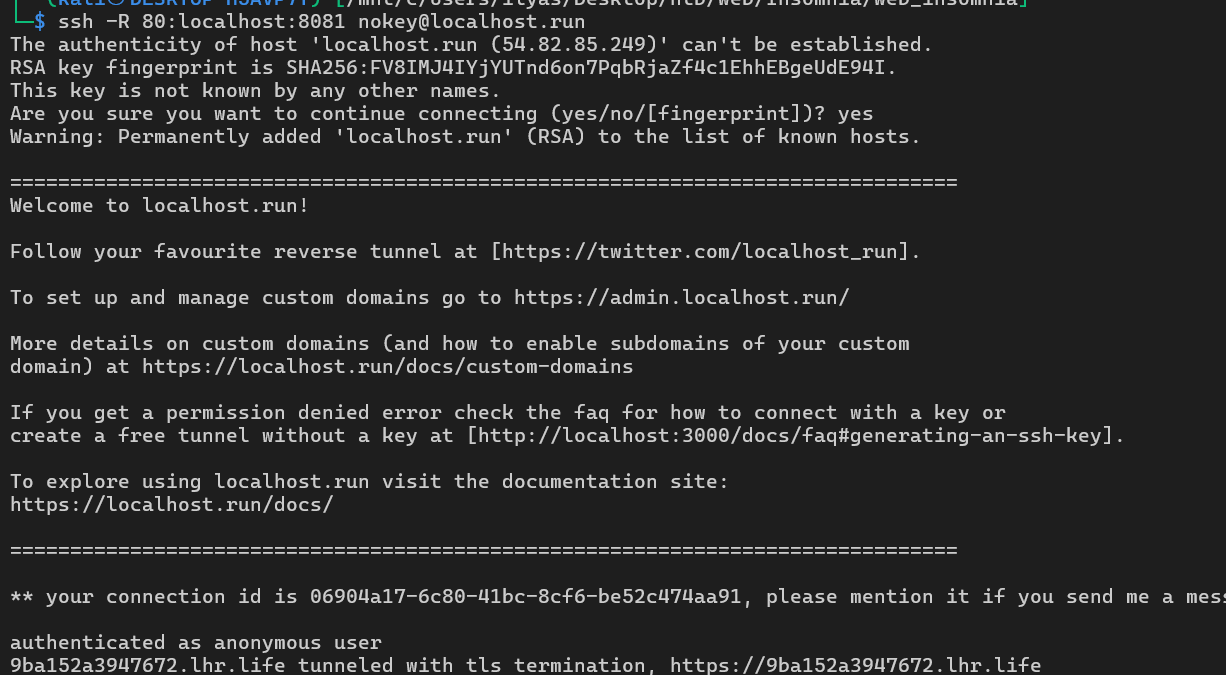 $ ssh -R 80:localhost:8081 nokey@localhost.run
The authenticity of host 'localhost.run (54.82.85.249)' can't be established.
RSA key fingerprint is SHA256:FV8IMJ4IYjYUTnd6on7PqbRjaZf4c1EhhEBgeUdE94I.
This key is not known by any other names.
Are you sure you want to continue connecting (yes/no/[fingerprint])? yes
Warning: Permanently added 'localhost.run' (RSA) to the list of known hosts.
===============================================================================
Welcome to localhost.run!
Follow your favourite reverse tunnel at [https://twitter.com/localhost_run].
To set up and manage custom domains go to https://admin.localhost.run/
More details on custom domains (and how to enable subdomains of your custom
domain) at https://localhost.run/docs/custom-domains
If you get a permission denied error check the faq for how to connect with a key or
create a free tunnel without a key at [http://localhost:3000/docs/faq#generating-an-ssh-key].
To explore using localhost.run visit the documentation site:
https://localhost.run/docs/
===============================================================================
** your connection id is 06904a17-6c80-41bc-8cf6-be52c474aa91, please mention it if you send me a
authenticated as anonymous user
9ba152a3947672.lhr.life tunneled with tls termination, https://9ba152a3947672.lhr.life